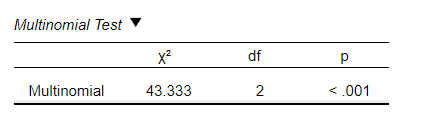 Multinomial Test ▼
χ² df p
Multinomial 43.333 2 < .001